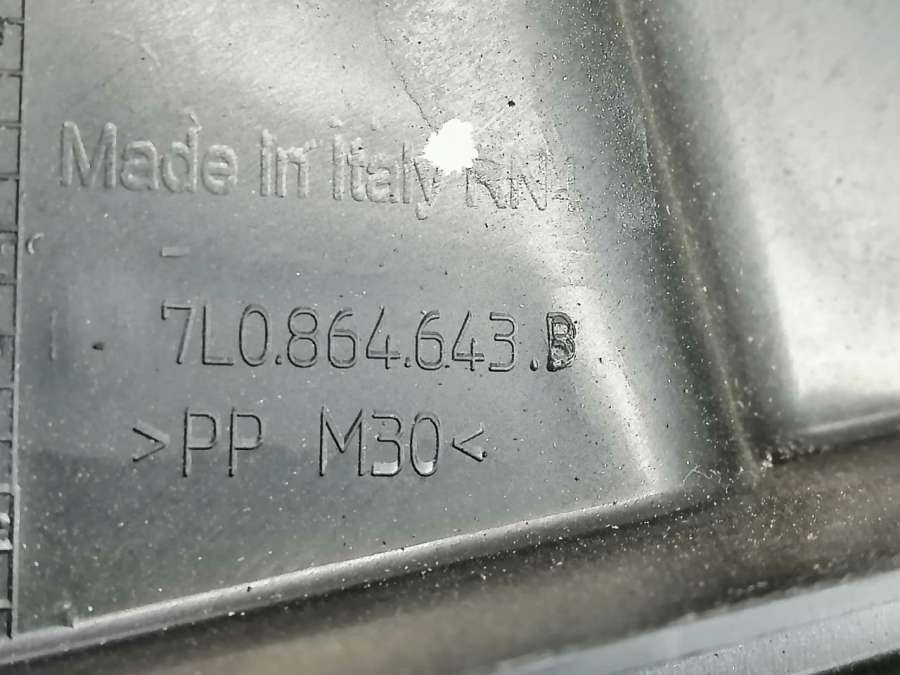 Made in Italy RN4
7L0.864.643.B
>PP M30<